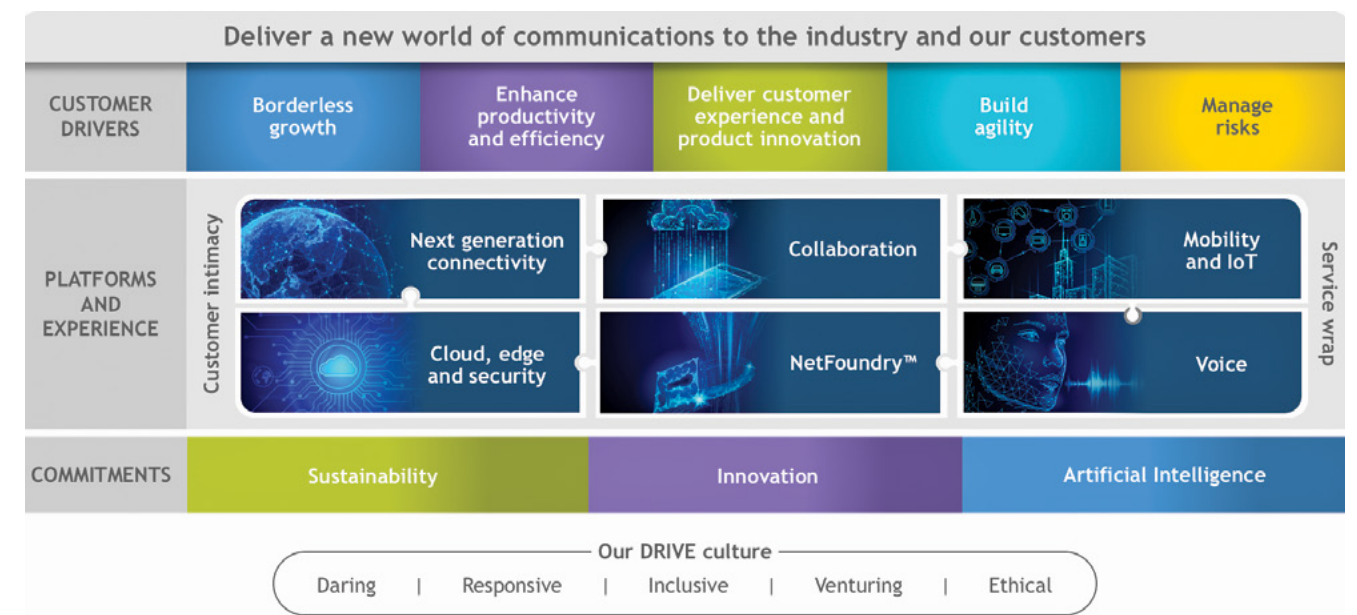 Deliver a new world of communications to the industry and our customers
CUSTOMER
DRIVERS
Borderless
growth
Enhance
productivity
and efficiency
Deliver customer
experience and
product innovation
Build
agility
Manage
risks
PLATFORMS
AND
EXPERIENCE
Customer intimacy
Next generation
connectivity
Collaboration
Mobility
and IoT
Cloud, edge
and security
NetFoundry™
Voice
Service wrap
COMMITMENTS
Sustainability
Innovation
Artificial Intelligence
Our DRIVE culture
Daring | Responsive | Inclusive | Venturing | Ethical